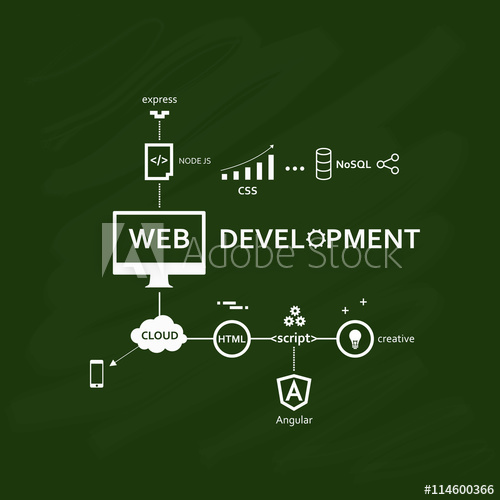 express
</>
NODE JS
CSS
NoSQL
WEB DEVELOPMENT
Adobe Stock
CLOUD
HTML
<script>
creative
A
Angular
#114600366